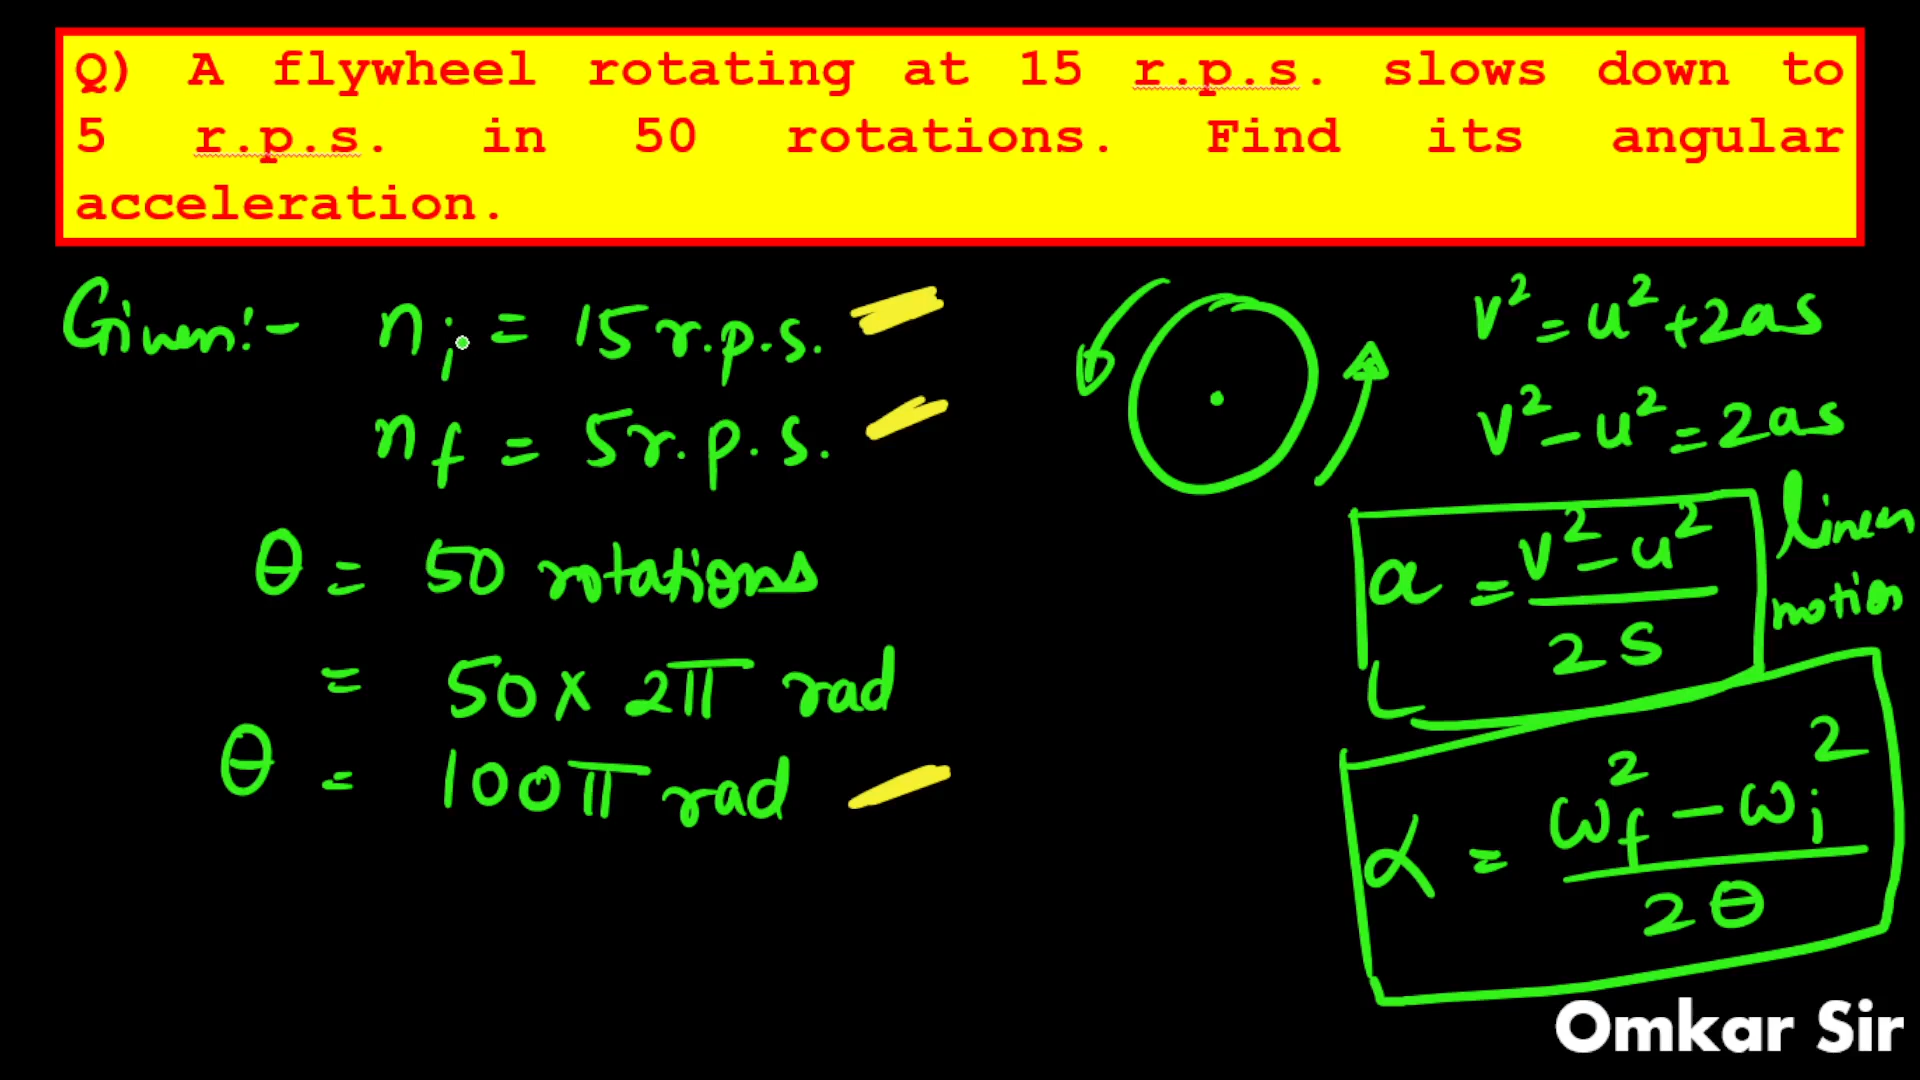 Q) A flywheel rotating at 15 r.p.s. slows down to
5 r.p.s. in 50 rotations. Find its angular
acceleration.
Given:- nᵢ = 15 r.p.s.
n_f = 5 r.p.s.
θ = 50 rotations
= 50 × 2π rad
θ = 100π rad
v² = u² + 2as
v² - u² = 2as
a = (v² - u²) / 2s
linear
motion
α = (ω_f² - ωᵢ²) / 2θ
Omkar Sir